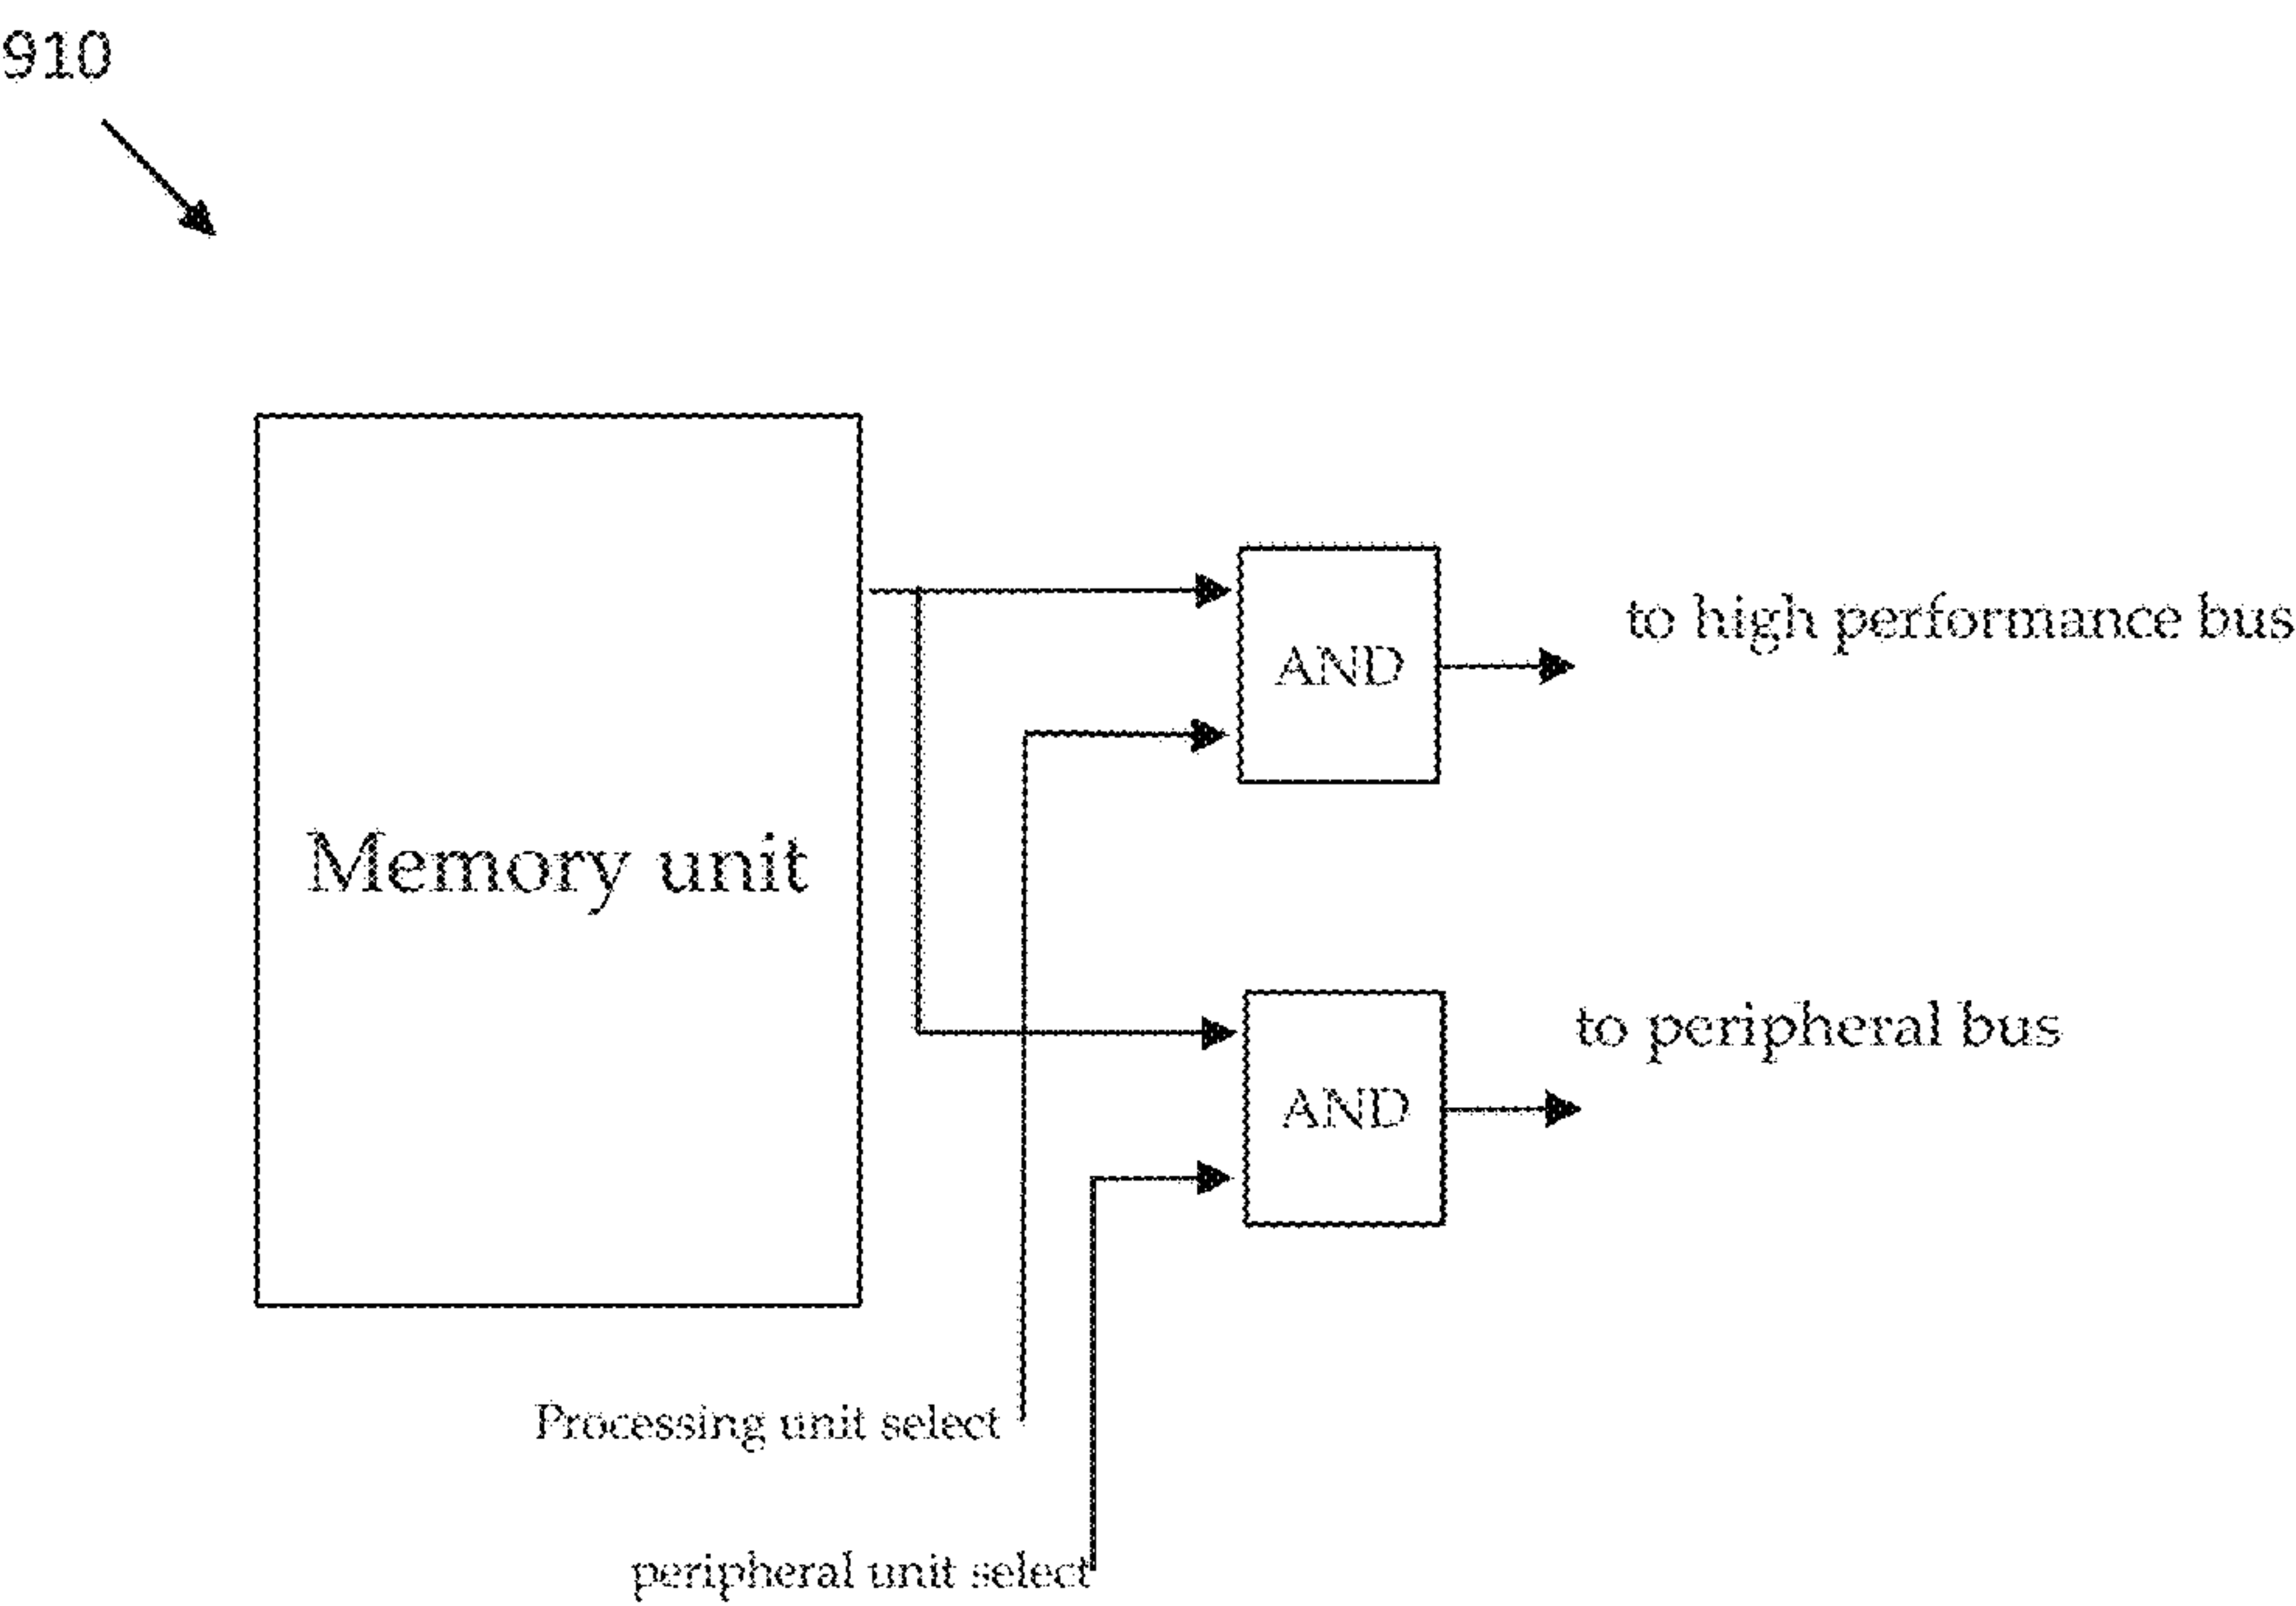 910
to high performance bus
AND
Memory unit
to peripheral bus
AND
Processing unit select
peripheral unit select